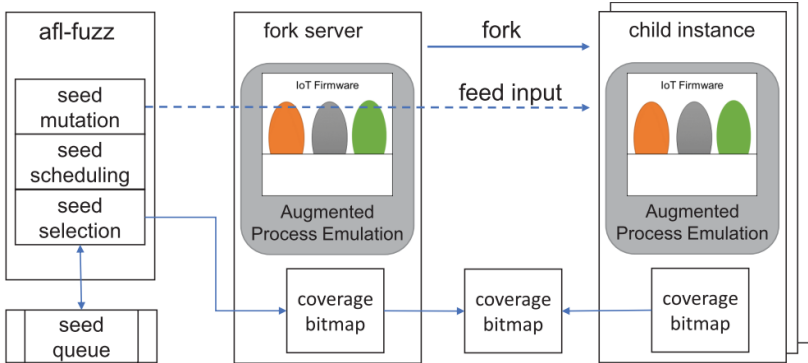 afl-fuzz
seed
mutation
seed
scheduling
seed
selection
seed
queue
fork server
IoT Firmware
Augmented
Process Emulation
coverage
bitmap
fork
feed input
coverage
bitmap
child instance
IoT Firmware
Augmented
Process Emulation
coverage
bitmap